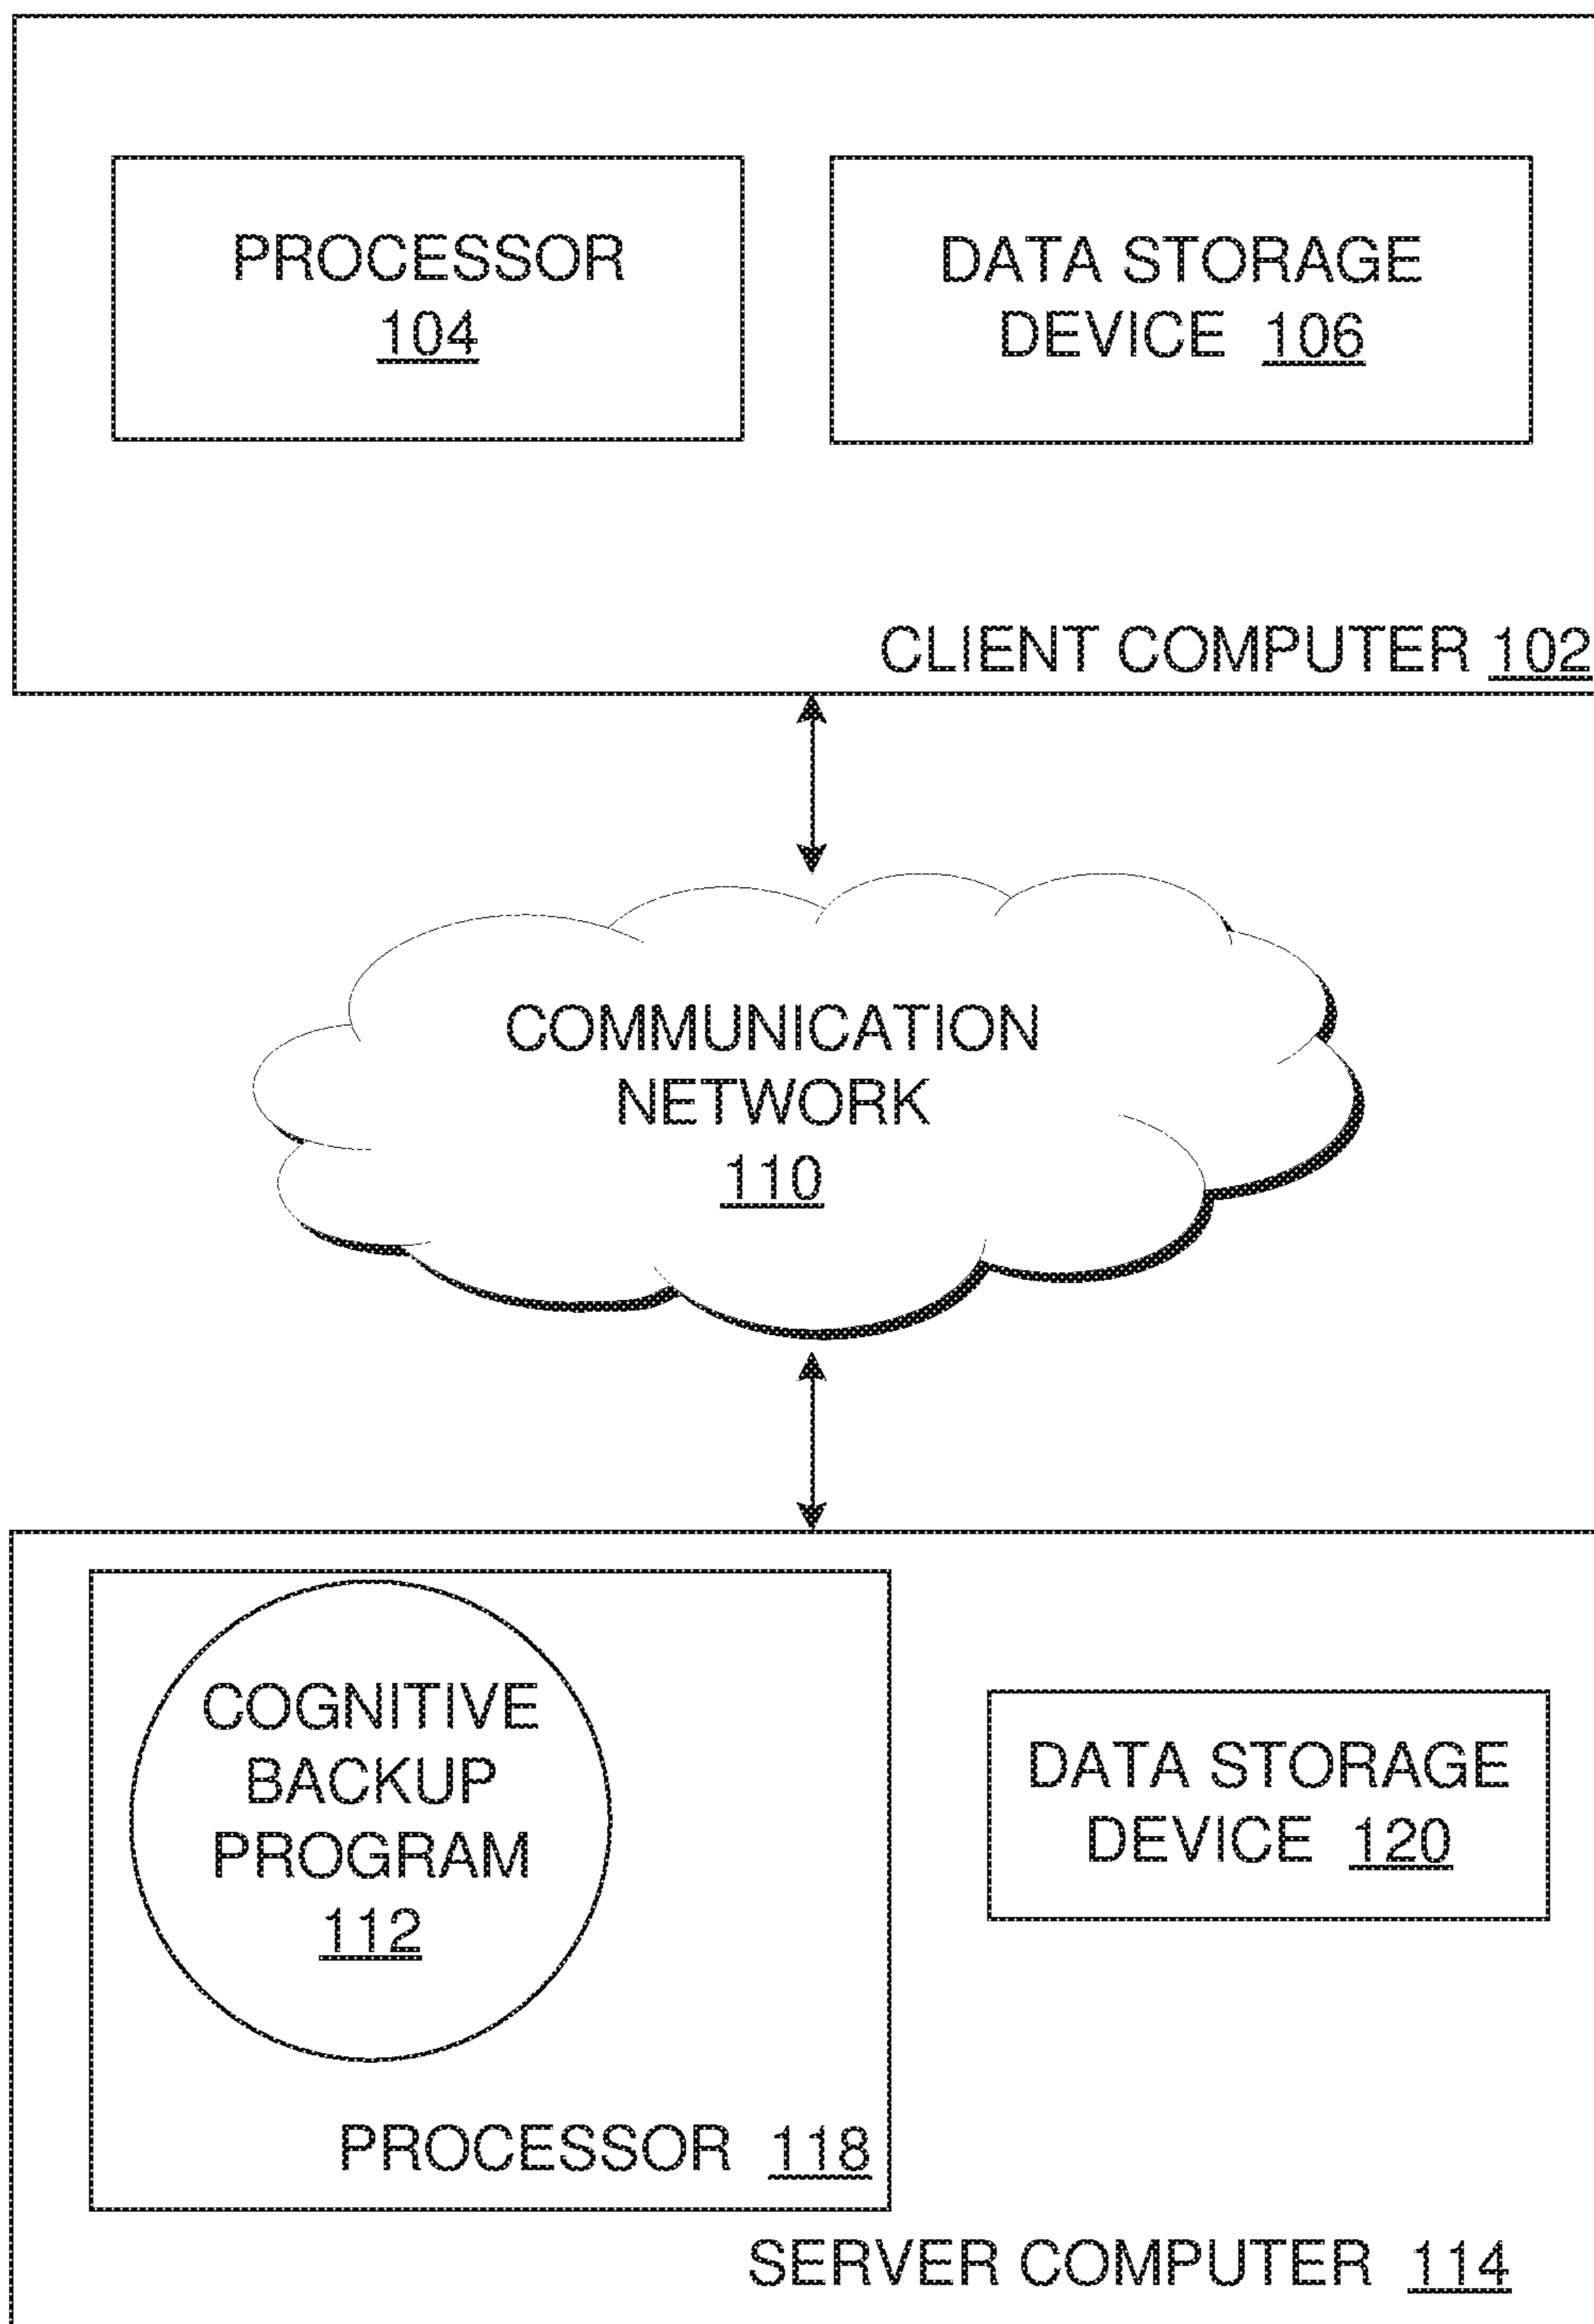 PROCESSOR
104
DATA STORAGE
DEVICE 106
CLIENT COMPUTER 102
COMMUNICATION
NETWORK
110
COGNITIVE
BACKUP
PROGRAM
112
PROCESSOR 118
DATA STORAGE
DEVICE 120
SERVER COMPUTER 114